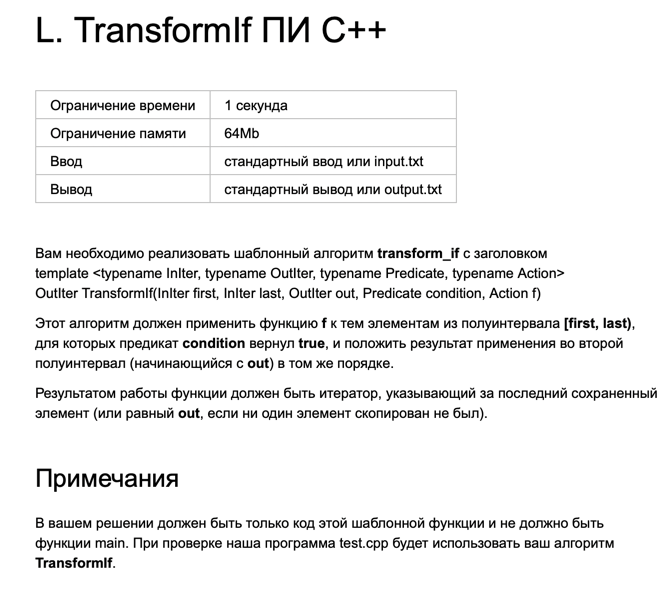 L. TransformIf ПИ C++
Ограничение времени 1 секунда
Ограничение памяти 64Mb
Ввод стандартный ввод или input.txt
Вывод стандартный вывод или output.txt
Вам необходимо реализовать шаблонный алгоритм transform_if с заголовком
template <typename InIter, typename OutIter, typename Predicate, typename Action>
OutIter TransformIf(InIter first, InIter last, OutIter out, Predicate condition, Action f)
Этот алгоритм должен применить функцию f к тем элементам из полуинтервала [first, last),
для которых предикат condition вернул true, и положить результат применения во второй
полуинтервал (начинающийся с out) в том же порядке.
Результатом работы функции должен быть итератор, указывающий за последний сохраненный
элемент (или равный out, если ни один элемент скопирован не был).
Примечания
В вашем решении должен быть только код этой шаблонной функции и не должно быть
функции main. При проверке наша программа test.cpp будет использовать ваш алгоритм
TransformIf.